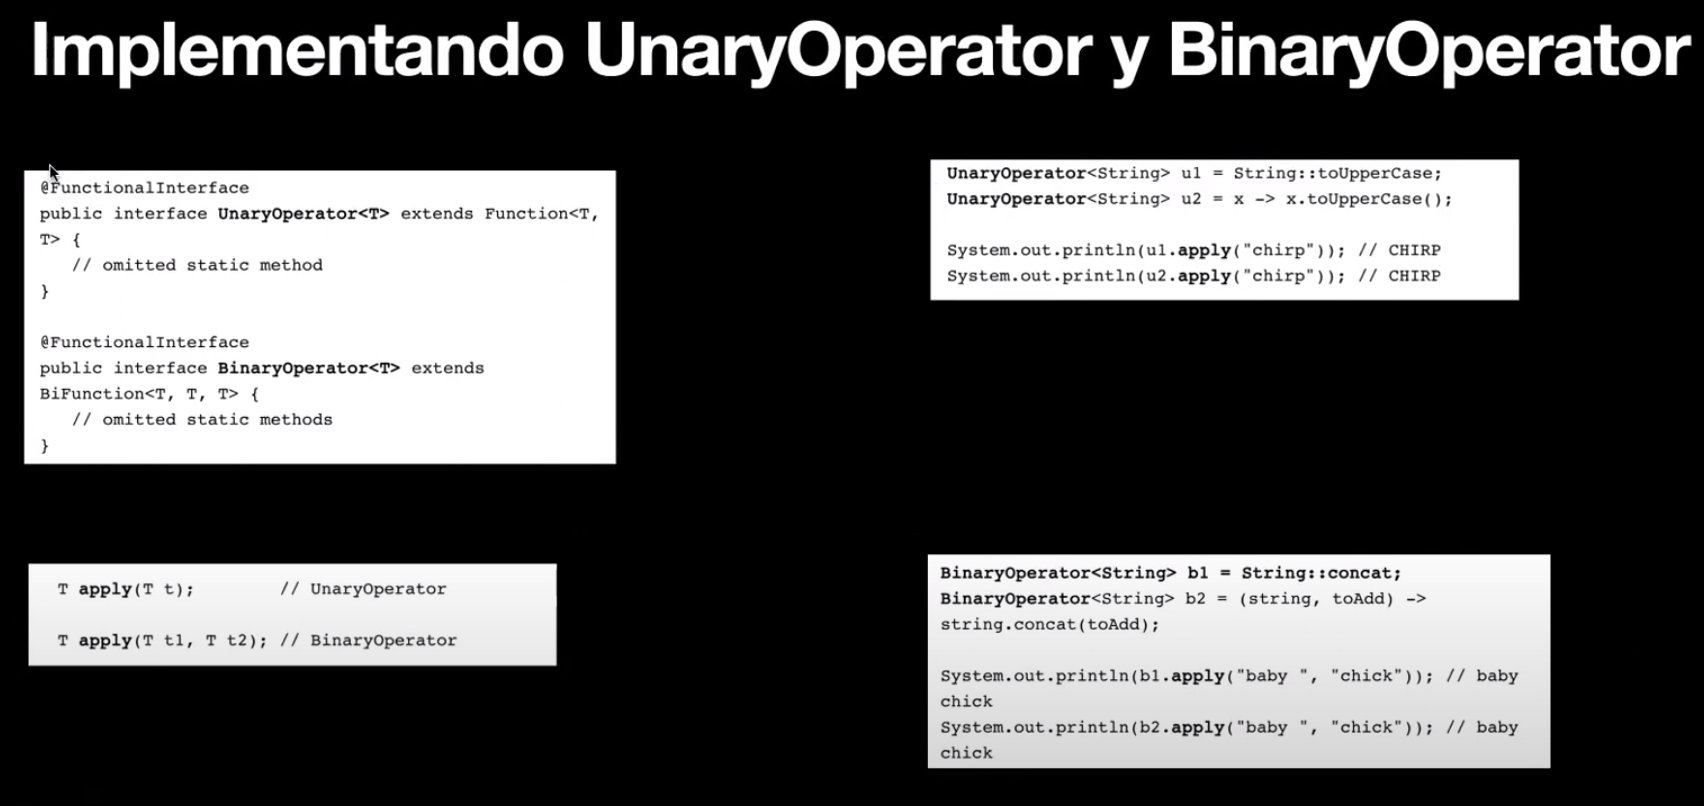 Implementando UnaryOperator y BinaryOperator
@FunctionalInterface
public interface UnaryOperator<T> extends Function<T,
T> {
   // omitted static method
}
@FunctionalInterface
public interface BinaryOperator<T> extends
BiFunction<T, T, T> {
   // omitted static methods
}
T apply(T t);        // UnaryOperator
T apply(T t1, T t2); // BinaryOperator
UnaryOperator<String> u1 = String::toUpperCase;
UnaryOperator<String> u2 = x -> x.toUpperCase();
System.out.println(u1.apply("chirp")); // CHIRP
System.out.println(u2.apply("chirp")); // CHIRP
BinaryOperator<String> b1 = String::concat;
BinaryOperator<String> b2 = (string, toAdd) ->
string.concat(toAdd);
System.out.println(b1.apply("baby ", "chick")); // baby
chick
System.out.println(b2.apply("baby ", "chick")); // baby
chick